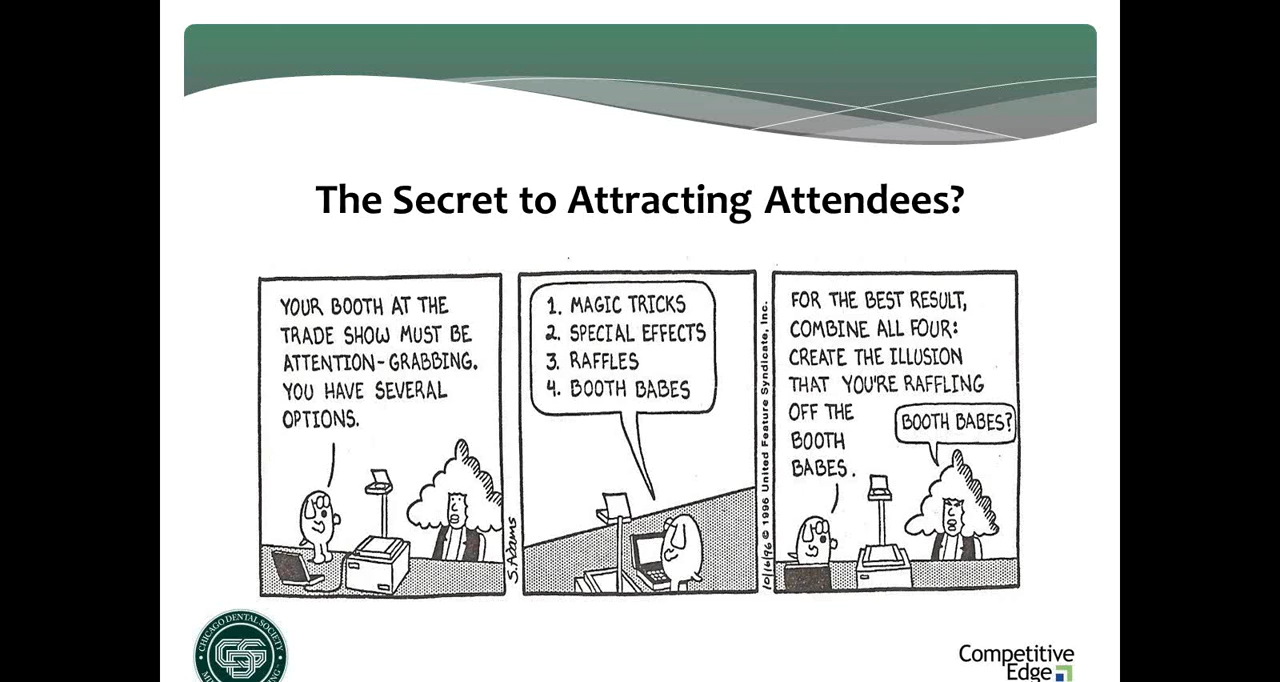 The Secret to Attracting Attendees?
YOUR BOOTH AT THE
TRADE SHOW MUST BE
ATTENTION-GRABBING.
YOU HAVE SEVERAL
OPTIONS.
S.Adams
1. MAGIC TRICKS
2. SPECIAL EFFECTS
3. RAFFLES
4. BOOTH BABES
10/16/96 © 1996 United Feature Syndicate, Inc.
FOR THE BEST RESULT,
COMBINE ALL FOUR:
CREATE THE ILLUSION
THAT YOU'RE RAFFLING
OFF THE
BOOTH
BABES.
BOOTH BABES?
CHICAGO DENTAL SOCIETY
CDS
Competitive
Edge